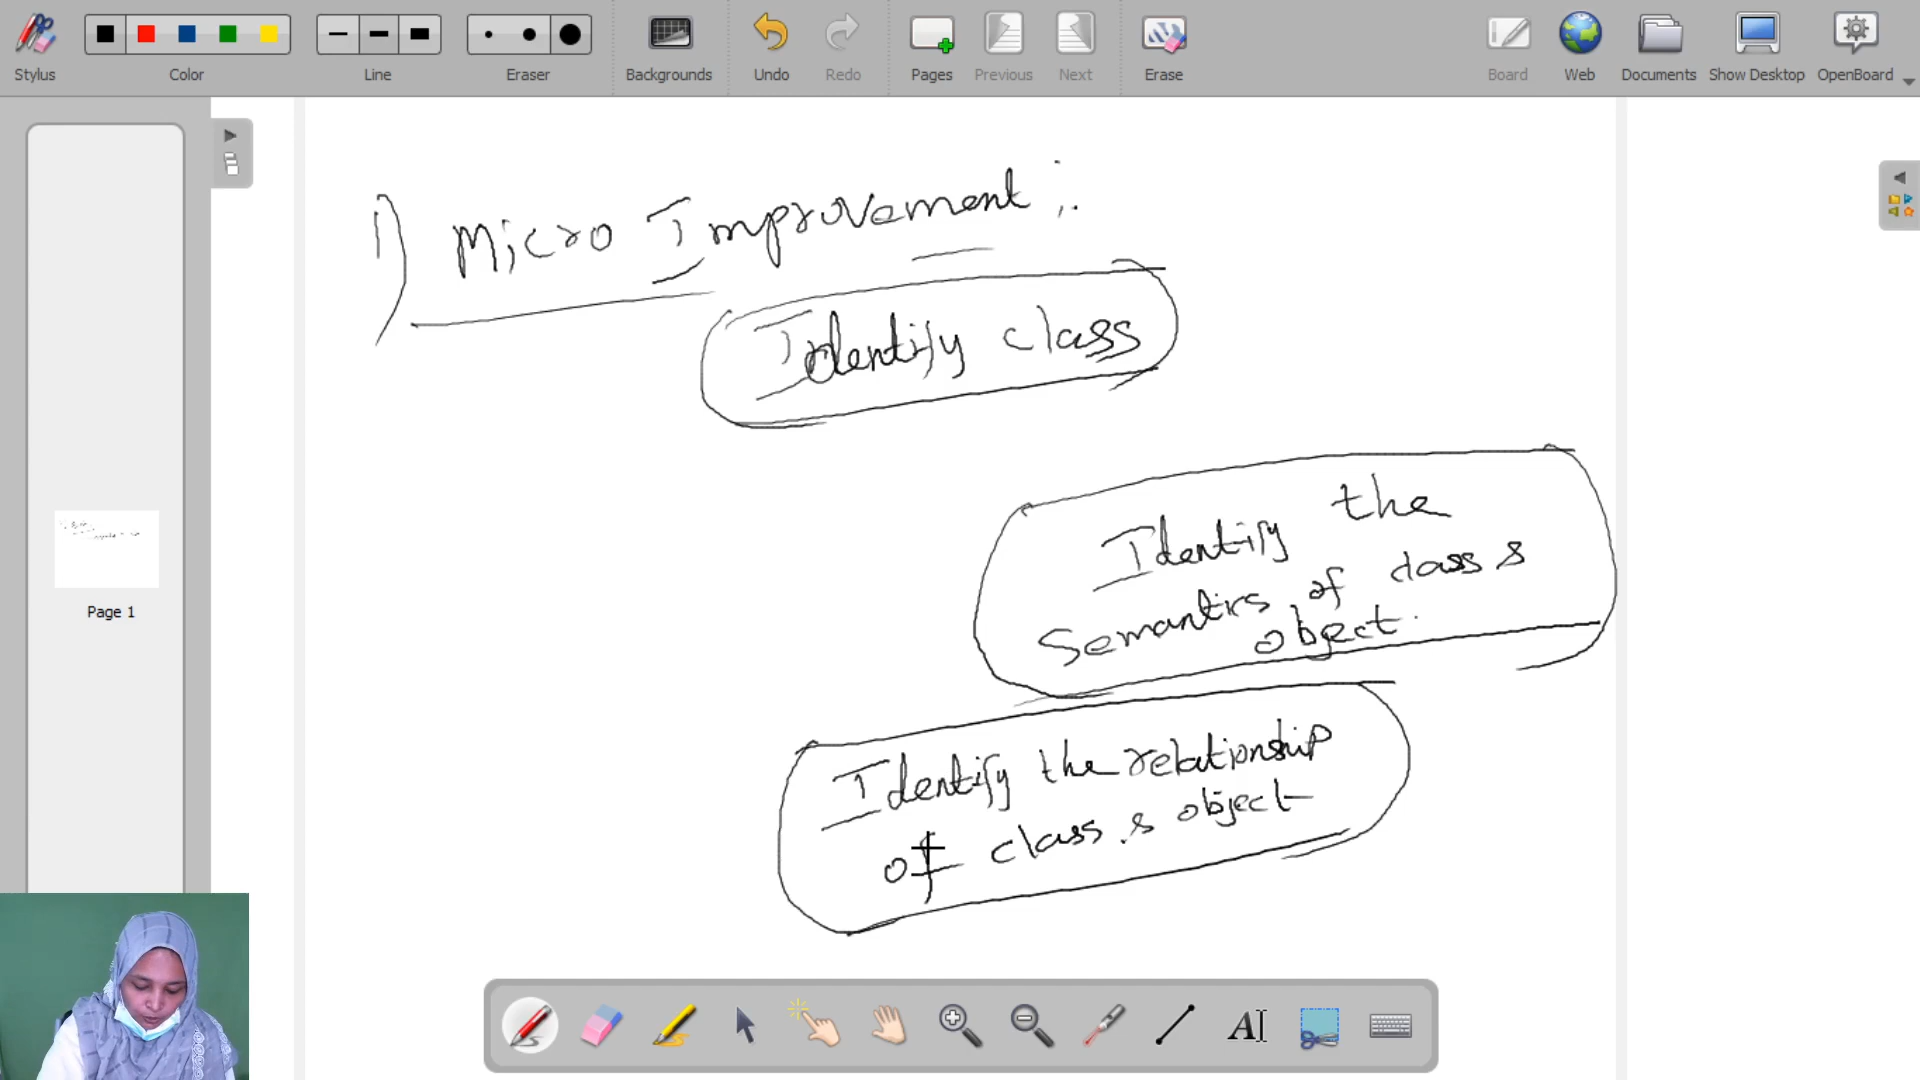 Stylus
Color
Line
Eraser
Backgrounds
Undo
Redo
Pages
Previous
Next
Erase
Board
Web
Documents
Show Desktop
OpenBoard
1) Micro Improvement :.
Identify class
Identify the
Semantics of class &
object.
Identify the relationship
of class & object
Page 1